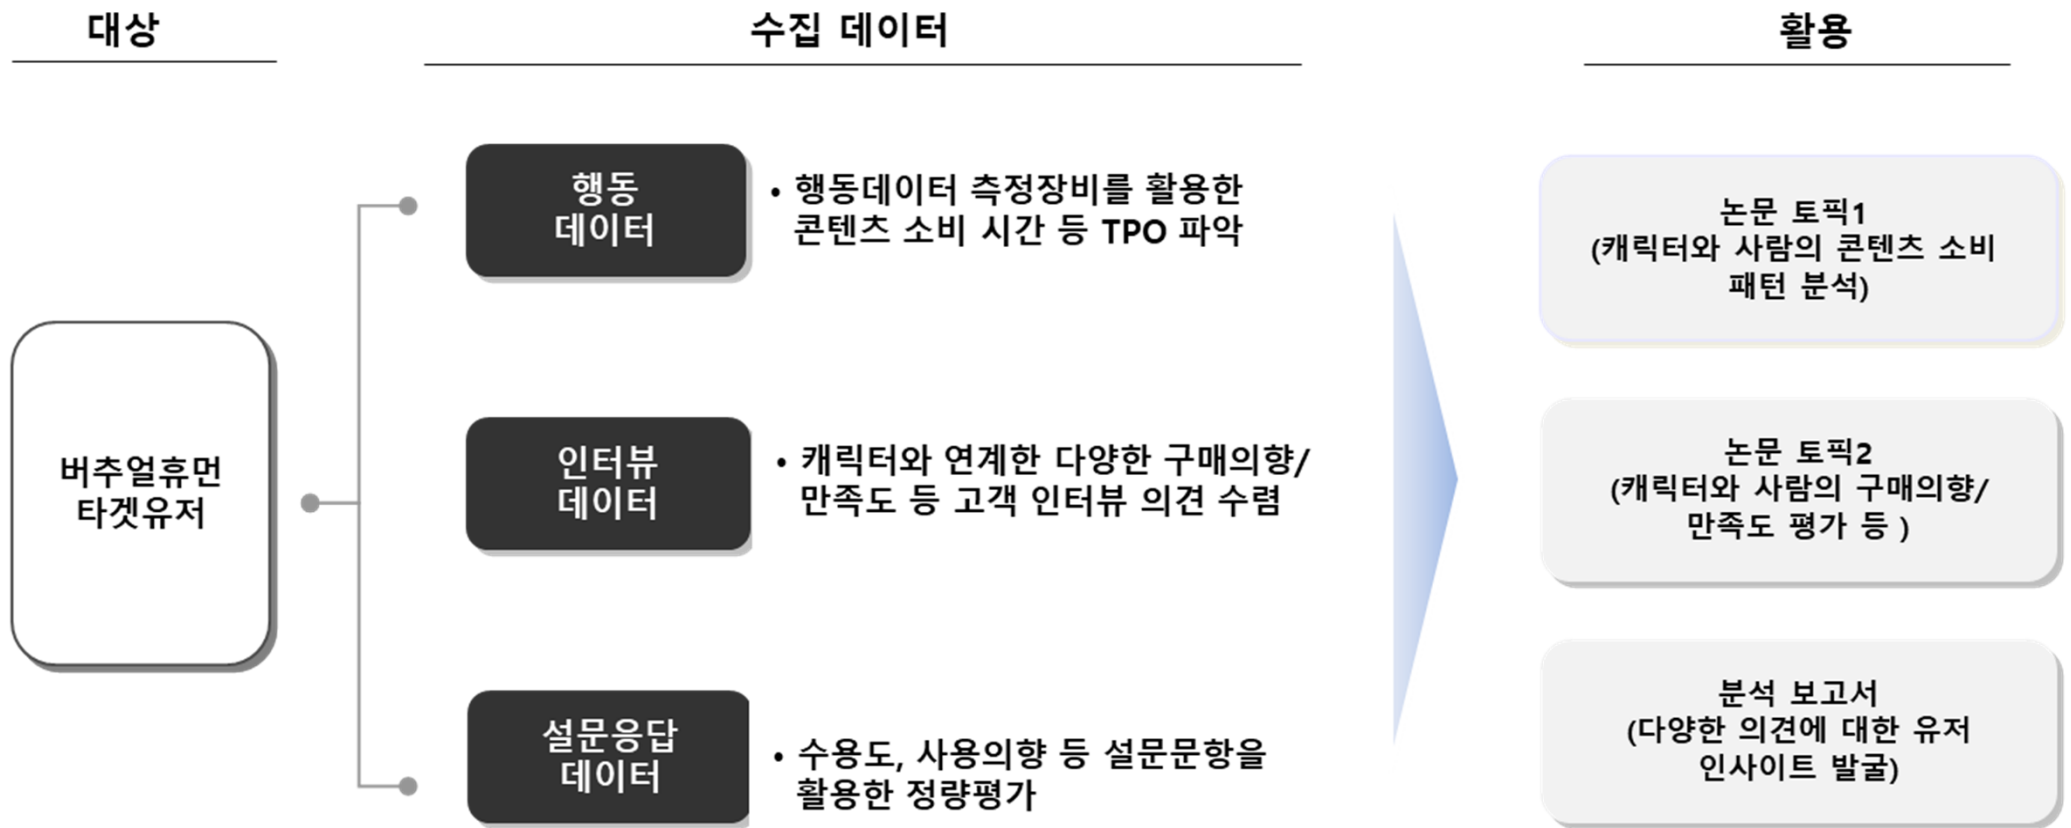 대상
수집 데이터
활용
버추얼휴먼
타겟유저
행동
데이터
• 행동데이터 측정장비를 활용한
콘텐츠 소비 시간 등 TPO 파악
인터뷰
데이터
• 캐릭터와 연계한 다양한 구매의향/
만족도 등 고객 인터뷰 의견 수렴
설문응답
데이터
• 수용도, 사용의향 등 설문문항을
활용한 정량평가
논문 토픽1
(캐릭터와 사람의 콘텐츠 소비
패턴 분석)
논문 토픽2
(캐릭터와 사람의 구매의향/
만족도 평가 등 )
분석 보고서
(다양한 의견에 대한 유저
인사이트 발굴)